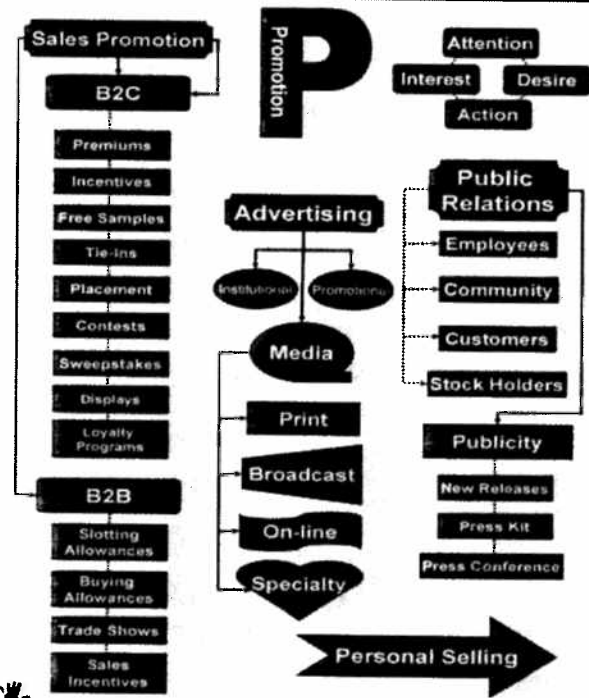 Sales Promotion
B2C
Premiums
Incentives
Free Samples
Tie-ins
Placement
Contests
Sweepstakes
Displays
Loyalty
Programs
B2B
Slotting
Allowances
Buying
Allowances
Trade Shows
Sales
Incentives
P
Promotion
Advertising
Institutional
Promotional
Media
Print
Broadcast
On-line
Specialty
Attention
Interest
Desire
Action
Public
Relations
Employees
Community
Customers
Stock Holders
Publicity
New Releases
Press Kit
Press Conference
Personal Selling